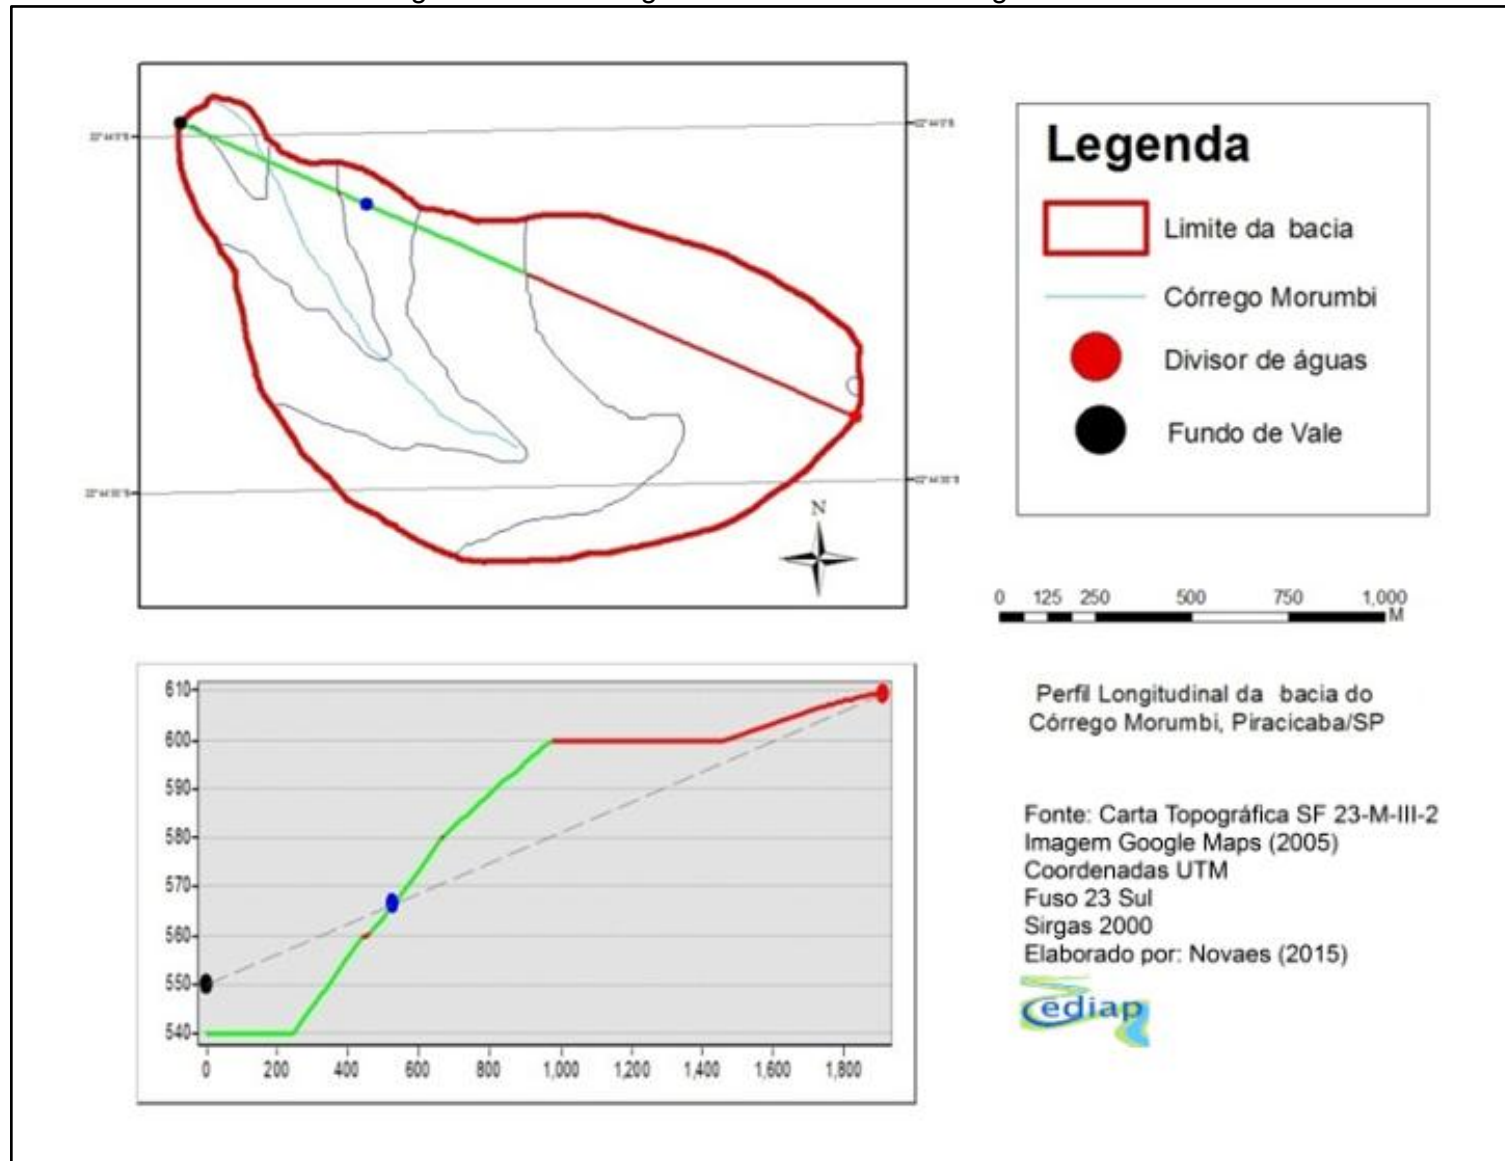 N
Legenda
Limite da bacia
Córrego Morumbi
Divisor de águas
Fundo de Vale
0 125 250 500 750 1,000
M
610
600
590
580
570
560
550
540
0 200 400 600 800 1,000 1,200 1,400 1,600 1,800
Perfil Longitudinal da bacia do
Córrego Morumbi, Piracicaba/SP
Fonte: Carta Topográfica SF 23-M-III-2
Imagem Google Maps (2005)
Coordenadas UTM
Fuso 23 Sul
Sirgas 2000
Elaborado por: Novaes (2015)
Cediap